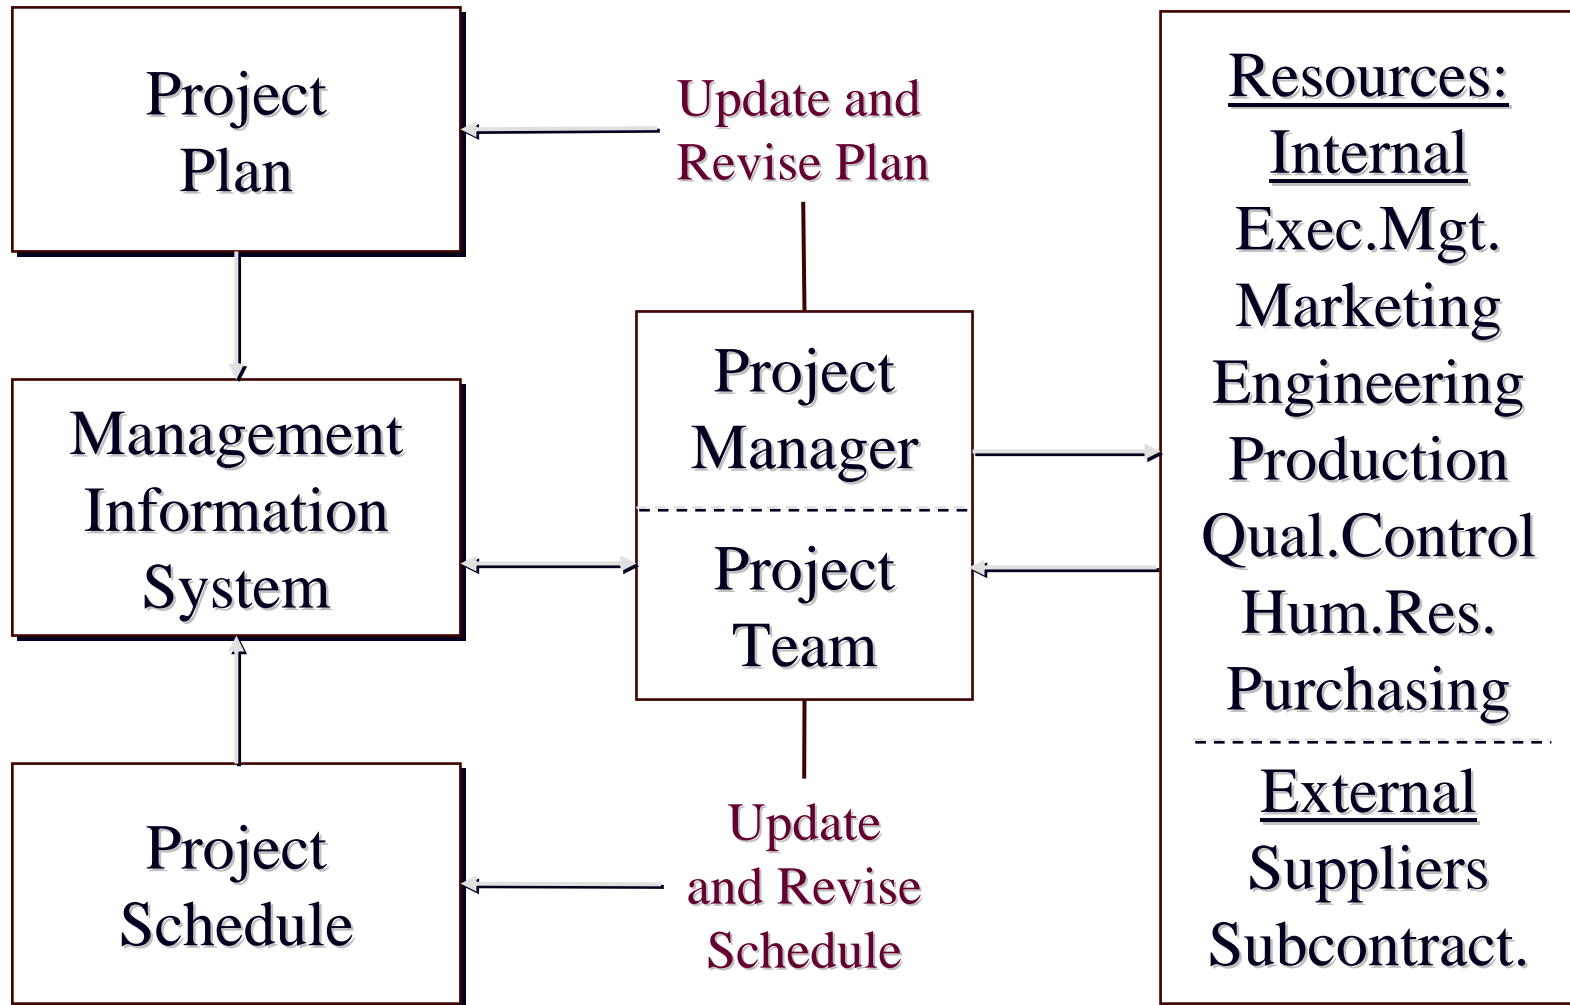 Project
Plan
Update and
Revise Plan
Management
Information
System
Project
Manager
Project
Team
Project
Schedule
Update
and Revise
Schedule
Resources:
Internal
Exec.Mgt.
Marketing
Engineering
Production
Qual.Control
Hum.Res.
Purchasing
External
Suppliers
Subcontract.